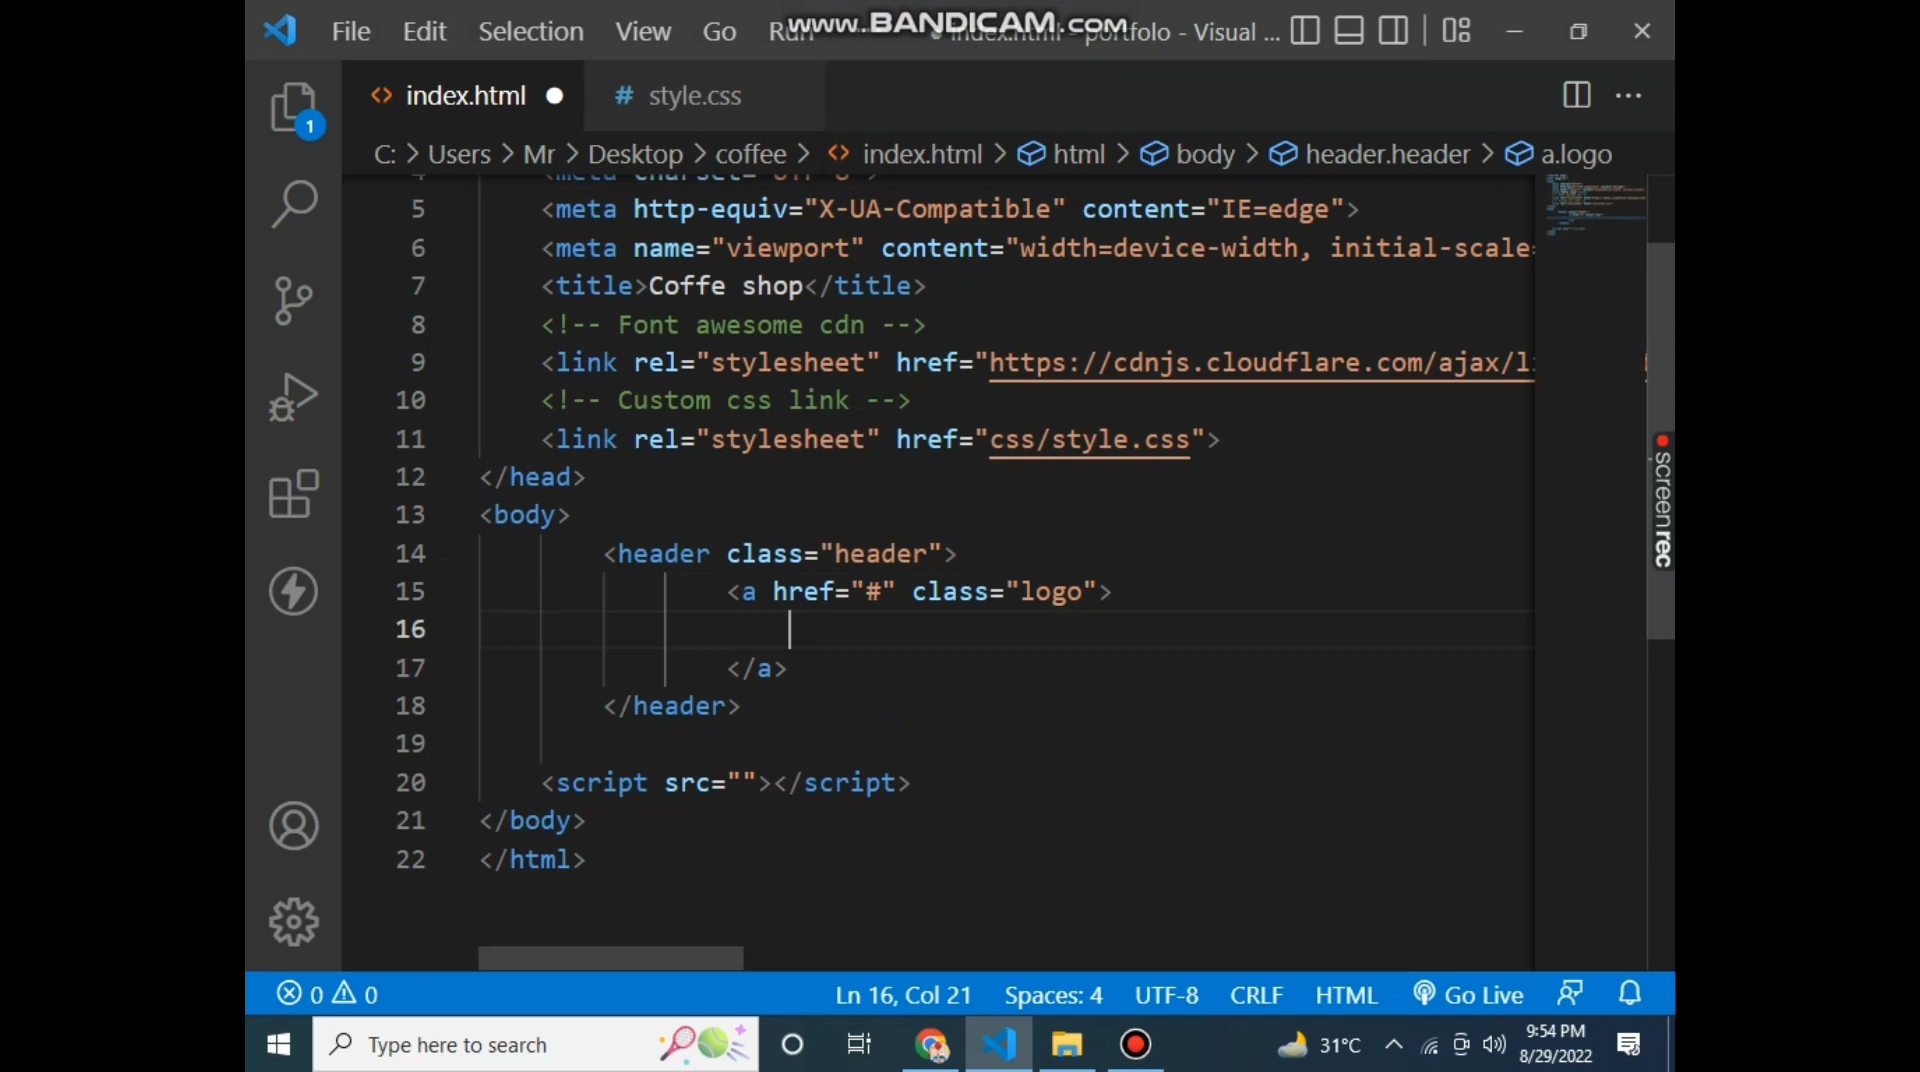 www.BANDICAM.com
File Edit Selection View Go Run index.html - portfolo - Visual ...
index.html # style.css
1
C: > Users > Mr > Desktop > coffee > index.html > html > body > header.header > a.logo
5 <meta http-equiv="X-UA-Compatible" content="IE=edge">
6 <meta name="viewport" content="width=device-width, initial-scale=
7 <title>Coffe shop</title>
8 <!-- Font awesome cdn -->
9 <link rel="stylesheet" href="https://cdnjs.cloudflare.com/ajax/l
10 <!-- Custom css link -->
11 <link rel="stylesheet" href="css/style.css">
12 </head>
13 <body>
14 <header class="header">
15 <a href="#" class="logo">
16
17 </a>
18 </header>
19
20 <script src=""></script>
21 </body>
22 </html>
screenrec
0 0 Ln 16, Col 21 Spaces: 4 UTF-8 CRLF HTML Go Live
Type here to search 31°C 9:54 PM
8/29/2022